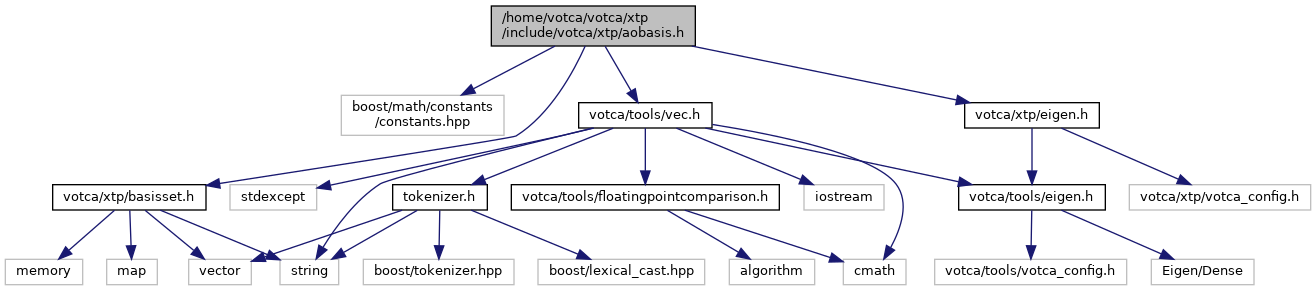 /home/votca/votca/xtp
/include/votca/xtp/aobasis.h
boost/math/constants
/constants.hpp
votca/tools/vec.h
votca/xtp/eigen.h
votca/xtp/basisset.h
stdexcept
tokenizer.h
votca/tools/floatingpointcomparison.h
iostream
votca/tools/eigen.h
votca/xtp/votca_config.h
memory
map
vector
string
boost/tokenizer.hpp
boost/lexical_cast.hpp
algorithm
cmath
votca/tools/votca_config.h
Eigen/Dense